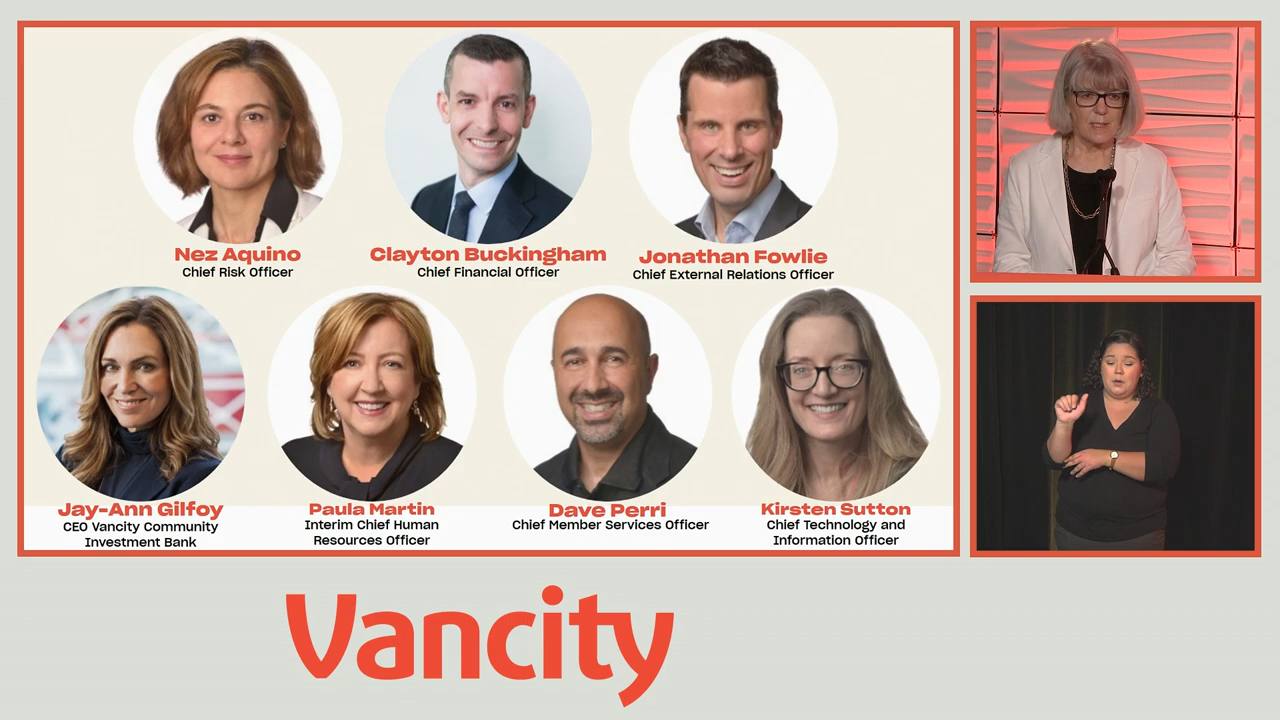 Nez Aquino
Chief Risk Officer
Clayton Buckingham
Chief Financial Officer
Jonathan Fowlie
Chief External Relations Officer
Jay-Ann Gilfoy
CEO Vancity Community
Investment Bank
Paula Martin
Interim Chief Human
Resources Officer
Dave Perri
Chief Member Services Officer
Kirsten Sutton
Chief Technology and
Information Officer
Vancity